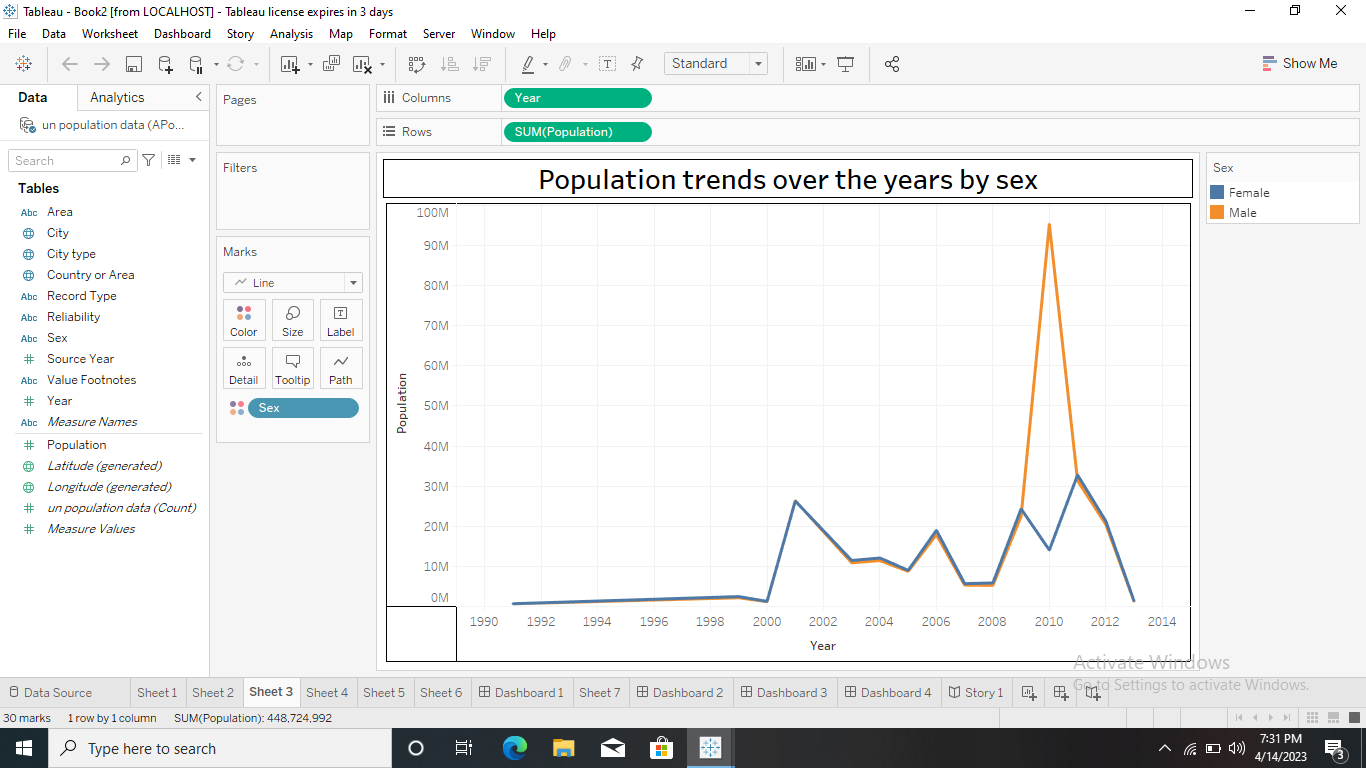 Tableau - Book2 [from LOCALHOST] - Tableau license expires in 3 days
File Data Worksheet Dashboard Story Analysis Map Format Server Window Help
Standard
Show Me
Data Analytics
un population data (APo...
Search
Tables
Abc Area
City
City type
Country or Area
Abc Record Type
Abc Reliability
Abc Sex
Source Year
Abc Value Footnotes
Year
Abc Measure Names
Population
Latitude (generated)
Longitude (generated)
un population data (Count)
Measure Values
Pages
Filters
Marks
Line
Color Size Label
Detail Tooltip Path
Sex
Columns Year
Rows SUM(Population)
Population trends over the years by sex
100M
90M
80M
70M
60M
50M
40M
30M
20M
10M
0M
Population
1990 1992 1994 1996 1998 2000 2002 2004 2006 2008 2010 2012 2014
Year
Sex
Female
Male
Activate Windows
Go to Settings to activate Windows.
Data Source Sheet 1 Sheet 2 Sheet 3 Sheet 4 Sheet 5 Sheet 6 Dashboard 1 Sheet 7 Dashboard 2 Dashboard 3 Dashboard 4 Story 1
30 marks 1 row by 1 column SUM(Population): 448,724,992
Type here to search
7:31 PM
4/14/2023
3